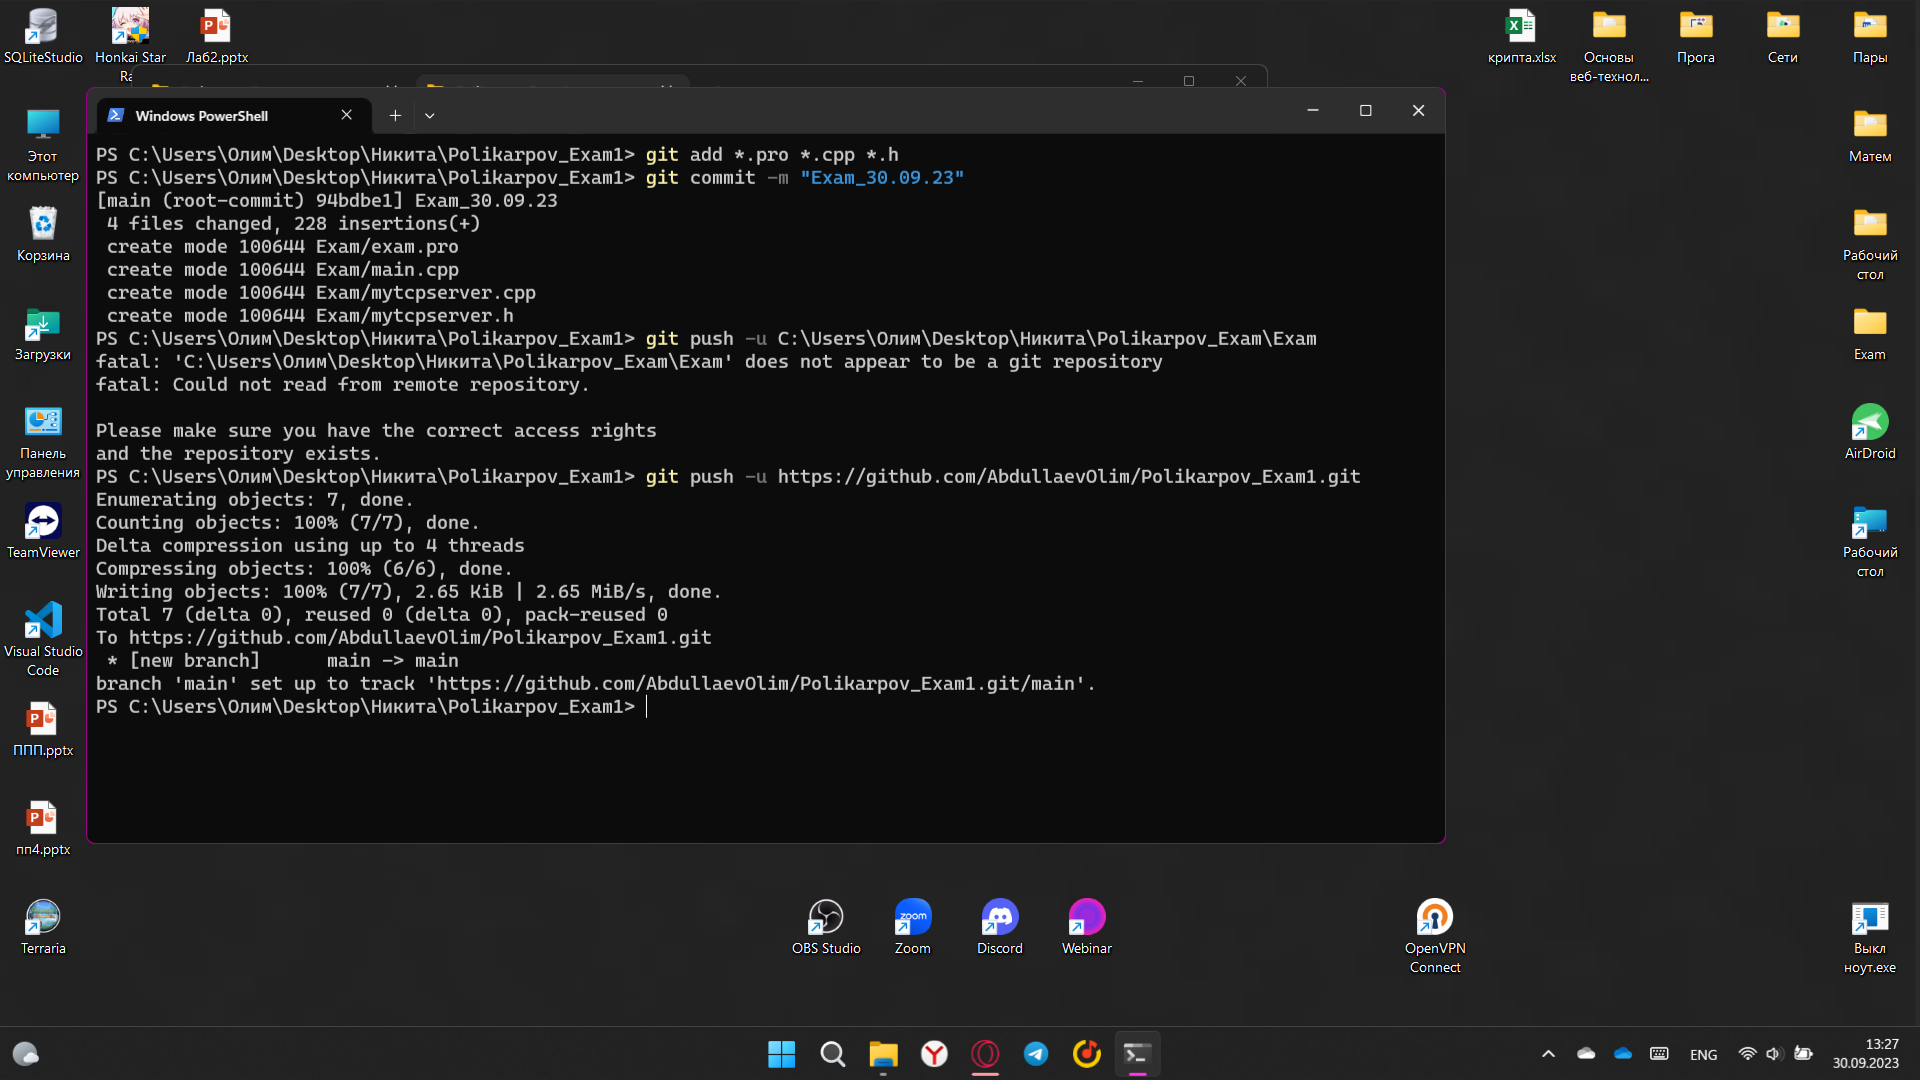 SQLiteStudio
Honkai Star
Ra
Лаб2.pptx
крипта.xlsx
Основы
веб-технол...
Прога
Сети
Пары
Этот
компьютер
Корзина
Загрузки
Панель
управления
TeamViewer
Visual Studio
Code
ППП.pptx
пп4.pptx
Terraria
Windows PowerShell
PS C:\Users\Олим\Desktop\Никита\Polikarpov_Exam1> git add *.pro *.cpp *.h
PS C:\Users\Олим\Desktop\Никита\Polikarpov_Exam1> git commit -m "Exam_30.09.23"
[main (root-commit) 94bdbe1] Exam_30.09.23
4 files changed, 228 insertions(+)
create mode 100644 Exam/exam.pro
create mode 100644 Exam/main.cpp
create mode 100644 Exam/mytcpserver.cpp
create mode 100644 Exam/mytcpserver.h
PS C:\Users\Олим\Desktop\Никита\Polikarpov_Exam1> git push -u C:\Users\Олим\Desktop\Никита\Polikarpov_Exam\Exam
fatal: 'C:\Users\Олим\Desktop\Никита\Polikarpov_Exam\Exam' does not appear to be a git repository
fatal: Could not read from remote repository.
Please make sure you have the correct access rights
and the repository exists.
PS C:\Users\Олим\Desktop\Никита\Polikarpov_Exam1> git push -u https://github.com/AbdullaevOlim/Polikarpov_Exam1.git
Enumerating objects: 7, done.
Counting objects: 100% (7/7), done.
Delta compression using up to 4 threads
Compressing objects: 100% (6/6), done.
Writing objects: 100% (7/7), 2.65 KiB | 2.65 MiB/s, done.
Total 7 (delta 0), reused 0 (delta 0), pack-reused 0
To https://github.com/AbdullaevOlim/Polikarpov_Exam1.git
* [new branch]      main -> main
branch 'main' set up to track 'https://github.com/AbdullaevOlim/Polikarpov_Exam1.git/main'.
PS C:\Users\Олим\Desktop\Никита\Polikarpov_Exam1>
Матем
Рабочий
стол
Exam
AirDroid
Рабочий
стол
OBS Studio
zoom
Zoom
Discord
Webinar
OpenVPN
Connect
Выкл
ноут.exe
ENG
13:27
30.09.2023